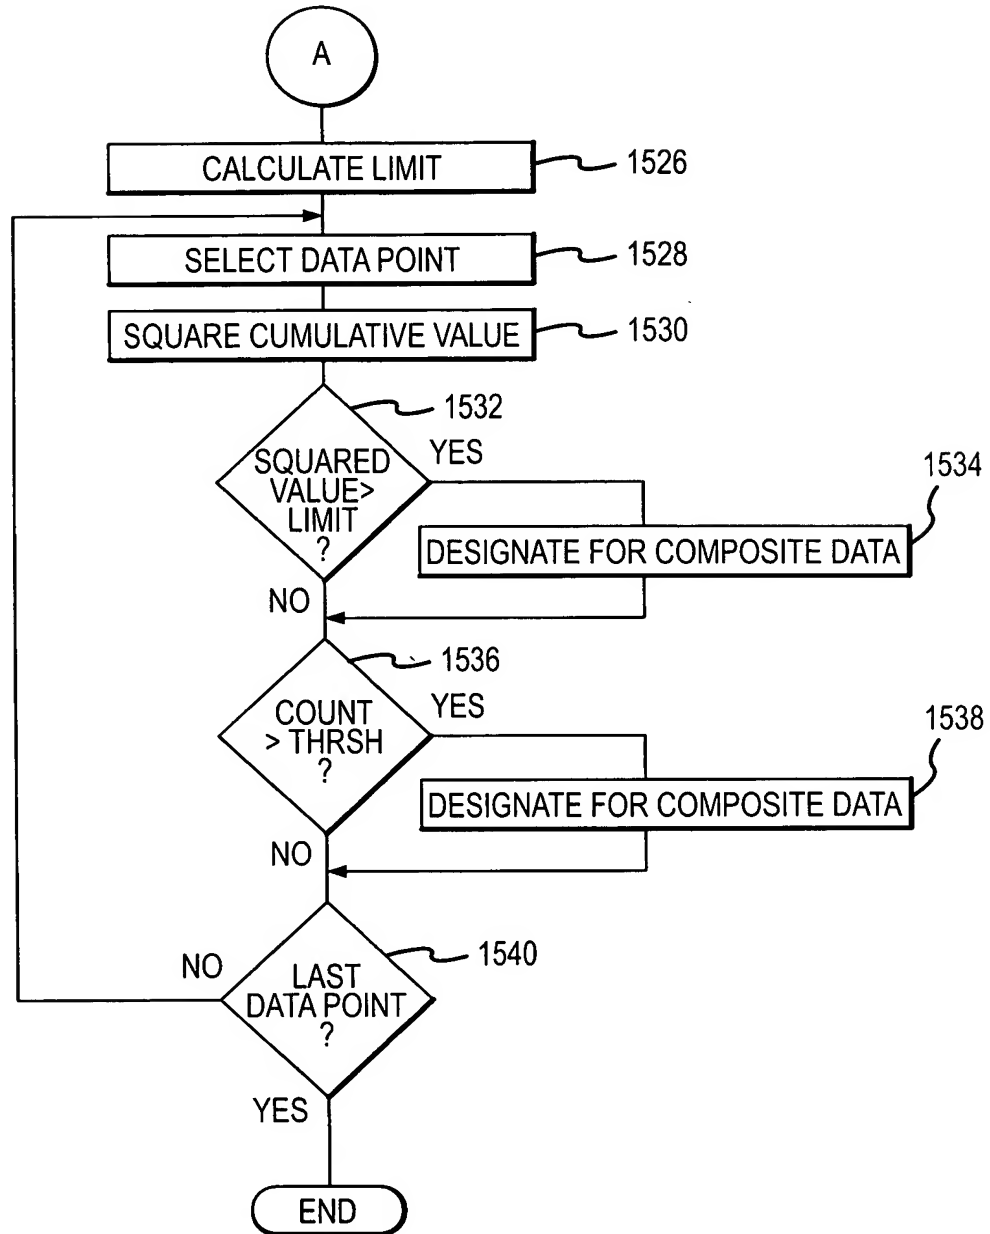 A
CALCULATE LIMIT
1526
SELECT DATA POINT
1528
SQUARE CUMULATIVE VALUE
1530
1532
SQUARED
VALUE>
LIMIT
?
YES
1534
DESIGNATE FOR COMPOSITE DATA
NO
1536
COUNT
> THRSH
?
YES
1538
DESIGNATE FOR COMPOSITE DATA
NO
1540
NO
LAST
DATA POINT
?
YES
END